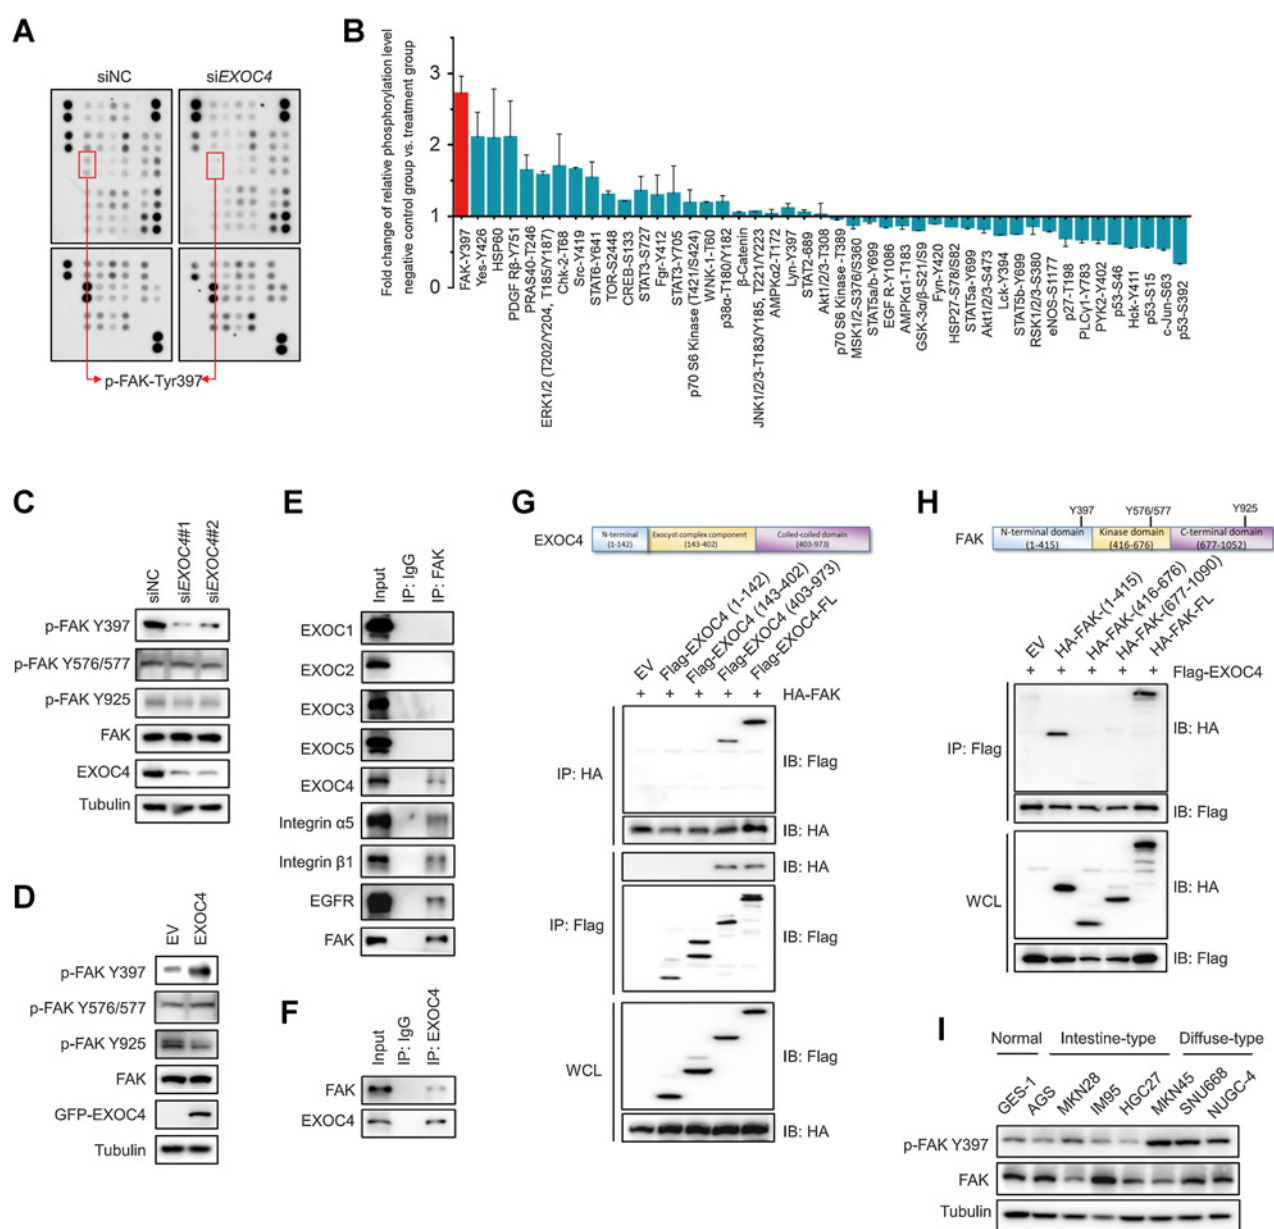 A
siNC
siEXOC4
p-FAK-Tyr397
B
Fold change of relative phosphorylation level
negative control group vs. treatment group
3
2
1
0
FAK-Y397
Yes-Y426
HSP60
PDGF Rβ-Y751
PRAS40-T246
ERK1/2 (T202/Y204, T185/Y187)
Chk-2-T68
Src-Y419
STAT6-Y641
TOR-S2448
CREB-S133
STAT3-S727
Fgr-Y412
STAT3-Y705
p70 S6 Kinase (T421/S424)
WNK-1-T60
p38α-T180/Y182
β-Catenin
JNK1/2/3-T183/Y185, T221/Y223
AMPKα2-T172
Lyn-Y397
STAT2-Y689
Akt1/2/3-T308
p70 S6 Kinase -T389
MSK1/2-S376/S360
STAT5a/b-Y699
EGF R-Y1086
AMPKα1-T183
GSK-3α/β-S21/S9
Fyn-Y420
HSP27-S78/S82
STAT5a-Y699
Akt1/2/3-S473
Lck-Y394
STAT5b-Y699
RSK1/2/3-S380
eNOS-S1177
p27-T198
PLCγ1-Y783
PYK2-Y402
p53-S46
Hck-Y411
p53-S15
c-Jun-S63
p53-S392
C
siNC
siEXOC4#1
siEXOC4#2
p-FAK Y397
p-FAK Y576/577
p-FAK Y925
FAK
EXOC4
Tubulin
D
EV
EXOC4
p-FAK Y397
p-FAK Y576/577
p-FAK Y925
FAK
GFP-EXOC4
Tubulin
E
Input
IP: IgG
IP: FAK
EXOC1
EXOC2
EXOC3
EXOC5
EXOC4
Integrin α5
Integrin β1
EGFR
FAK
F
Input
IP: IgG
IP: EXOC4
FAK
EXOC4
G
EXOC4
N-terminal
(1-142)
Exocyst complex component
(143-402)
Coiled-coiled domain
(403-973)
EV
Flag-EXOC4 (1-142)
Flag-EXOC4 (143-402)
Flag-EXOC4 (403-973)
Flag-EXOC4-FL
+ + + + + HA-FAK
IP: HA
IB: Flag
IB: HA
IB: HA
IP: Flag
IB: Flag
WCL
IB: Flag
IB: HA
H
Y397
Y576/577
Y925
FAK
N-terminal domain
(1-415)
Kinase domain
(416-676)
C-terminal domain
(677-1052)
EV
HA-FAK-(1-415)
HA-FAK-(416-676)
HA-FAK-(677-1090)
HA-FAK-FL
+ + + + + Flag-EXOC4
IP: Flag
IB: HA
IB: Flag
WCL
IB: HA
IB: Flag
I
Normal Intestine-type Diffuse-type
GES-1
AGS
MKN28
IM95
HGC27
MKN45
SNU668
NUGC-4
p-FAK Y397
FAK
Tubulin